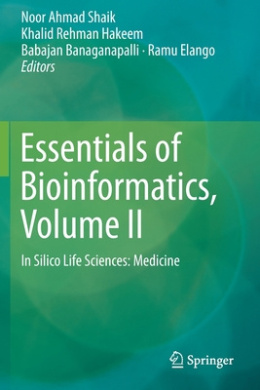 Noor Ahmad Shaik
Khalid Rehman Hakeem
Babajan Banaganapalli · Ramu Elango
Editors
Essentials of
Bioinformatics,
Volume II
In Silico Life Sciences: Medicine
Springer